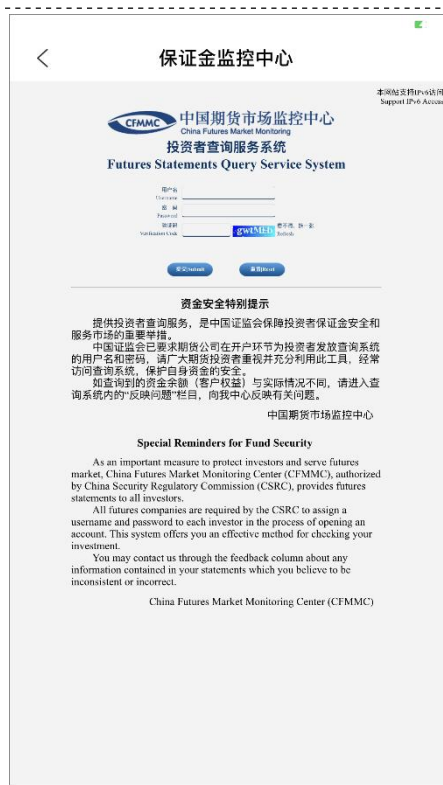 保证金监控中心
本网站支持IPv6访问
Support IPv6 Access
CFMMC
中国期货市场监控中心
China Futures Market Monitoring
投资者查询服务系统
Futures Statements Query Service System
用户名
Username
密 码
Password
验证码
Verification Code
看不清，换一张
Refresh
提交Submit
重置Reset
资金安全特别提示
提供投资者查询服务，是中国证监会保障投资者保证金安全和
服务市场的重要举措。
中国证监会已要求期货公司在开户环节为投资者发放查询系统
的用户名和密码，请广大期货投资者重视并充分利用此工具，经常
访问查询系统，保护自身资金的安全。
如查询到的资金余额（客户权益）与实际情况不同，请进入查
询系统内的“反映问题”栏目，向我中心反映有关问题。
中国期货市场监控中心
Special Reminders for Fund Security
As an important measure to protect investors and serve futures
market, China Futures Market Monitoring Center (CFMMC), authorized
by China Security Regulatory Commission (CSRC), provides futures
statements to all investors.
All futures companies are required by the CSRC to assign a
username and password to each investor in the process of opening an
account. This system offers you an effective method for checking your
investment.
You may contact us through the feedback column about any
information contained in your statements which you believe to be
inconsistent or incorrect.
China Futures Market Monitoring Center (CFMMC)